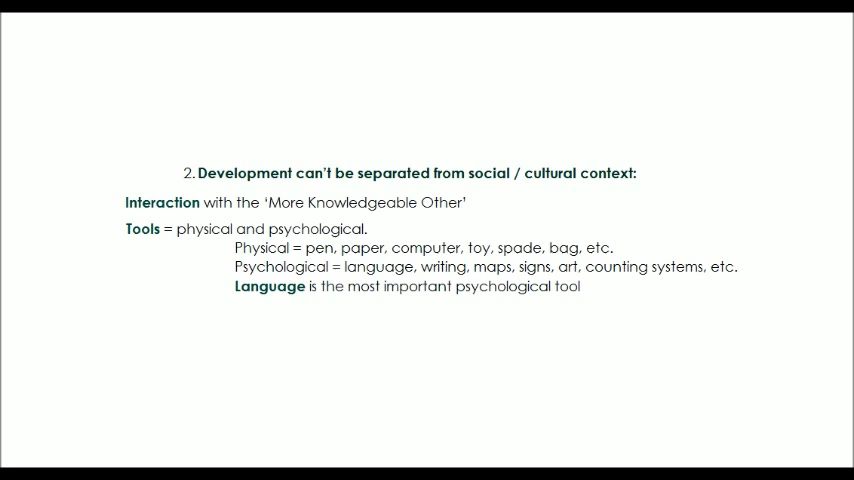 2. Development can't be separated from social / cultural context:
Interaction with the ‘More Knowledgeable Other’
Tools = physical and psychological.
Physical = pen, paper, computer, toy, spade, bag, etc.
Psychological = language, writing, maps, signs, art, counting systems, etc.
Language is the most important psychological tool